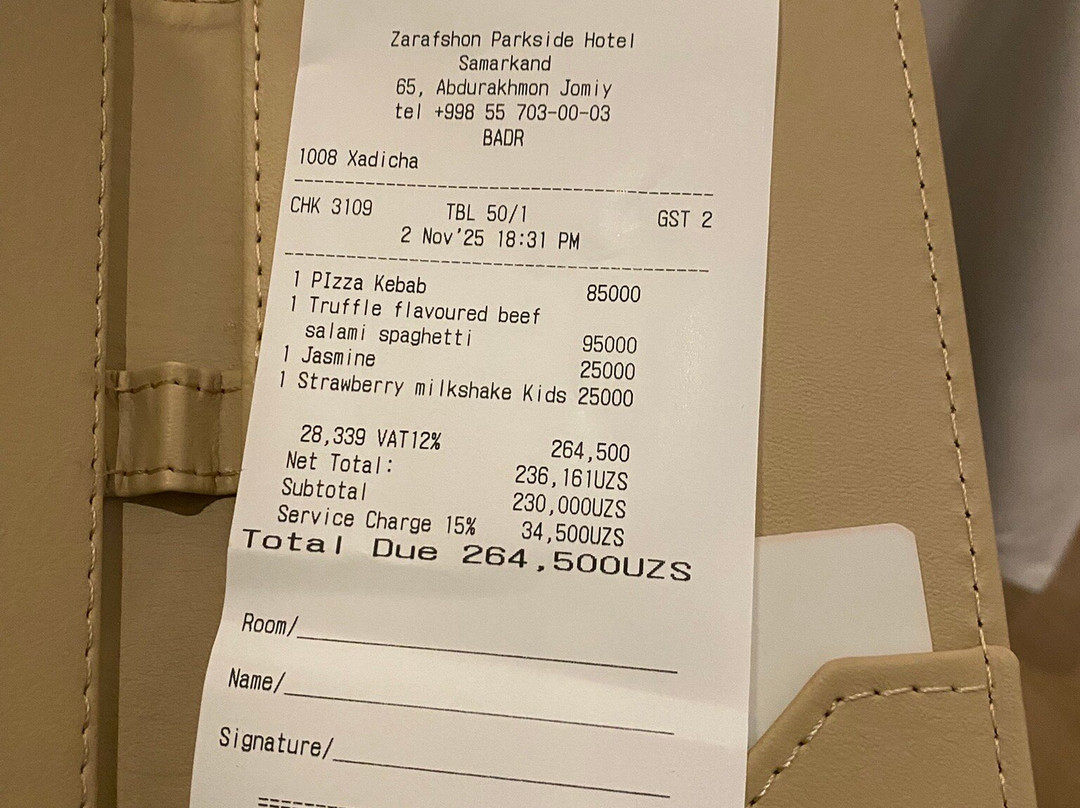 Zarafshon Parkside Hotel
Samarkand
65, Abdurakhmon Jomiy
tel +998 55 703-00-03
BADR
1008 Xadicha
CHK 3109 TBL 50/1 GST 2
2 Nov'25 18:31 PM
1 PIzza Kebab 85000
1 Truffle flavoured beef
salami spaghetti 95000
1 Jasmine 25000
1 Strawberry milkshake Kids 25000
28,339 VAT12% 264,500
Net Total: 236,161UZS
Subtotal 230,000UZS
Service Charge 15% 34,500UZS
Total Due 264,500UZS
Room/
Name/
Signature/